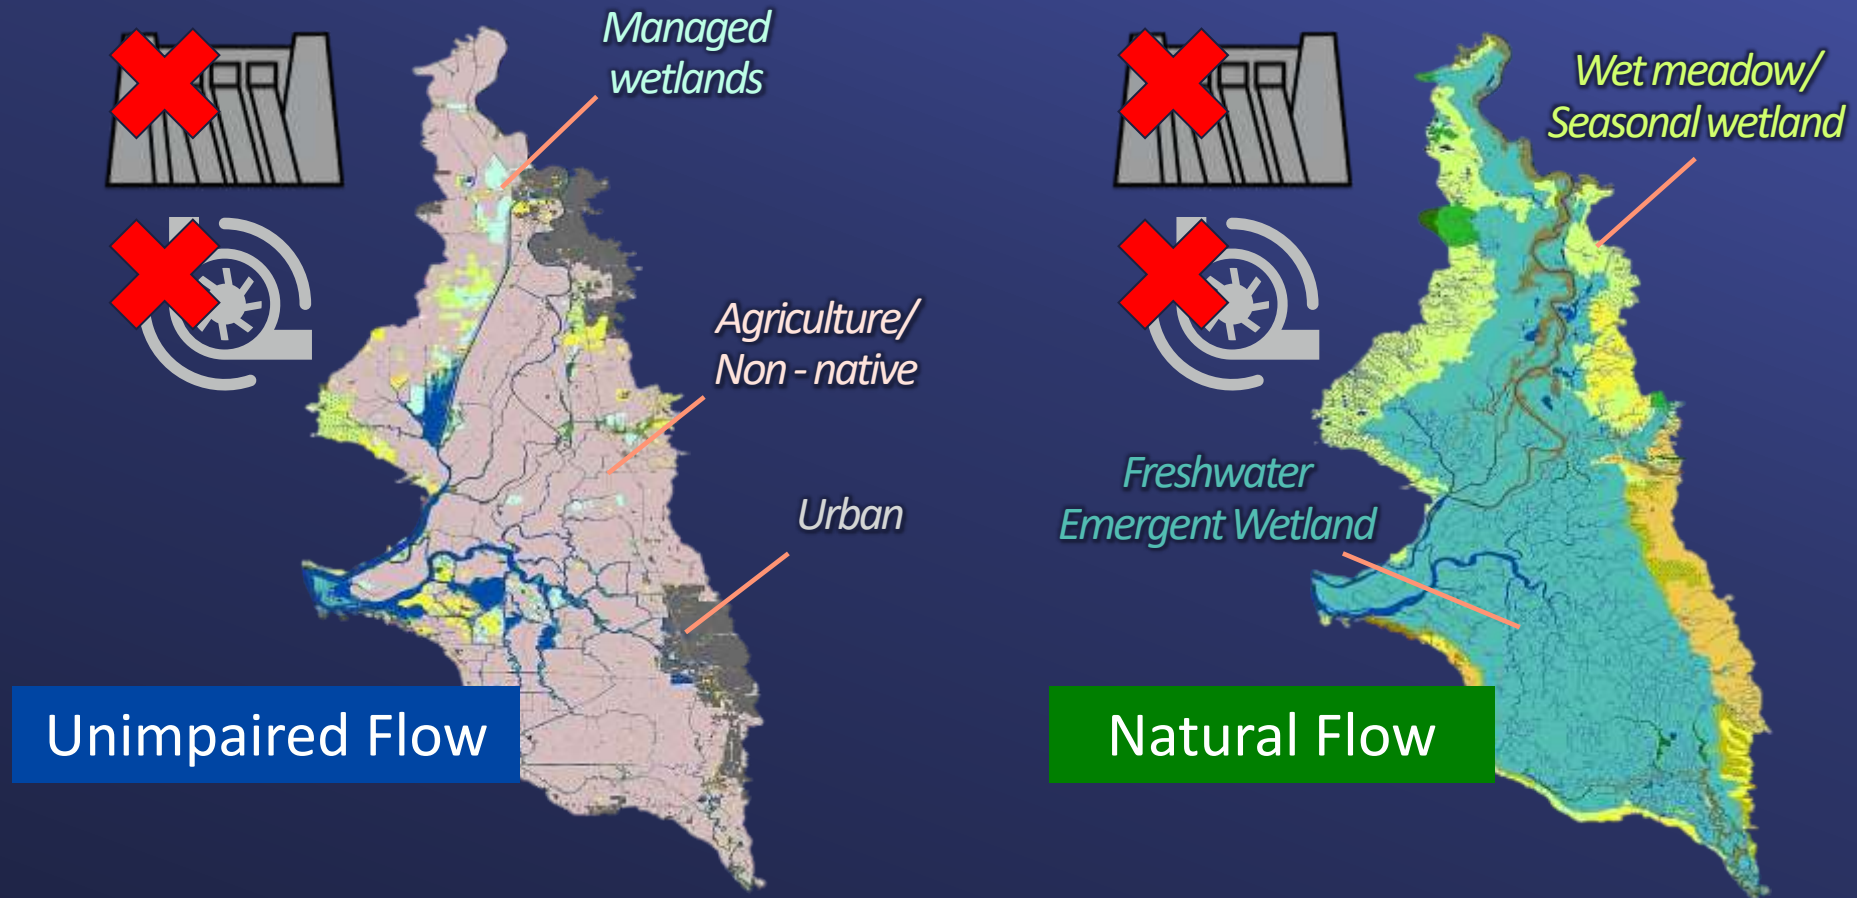 Managed
wetlands
Agriculture/
Non - native
Urban
Unimpaired Flow
Wet meadow/
Seasonal wetland
Freshwater
Emergent Wetland
Natural Flow